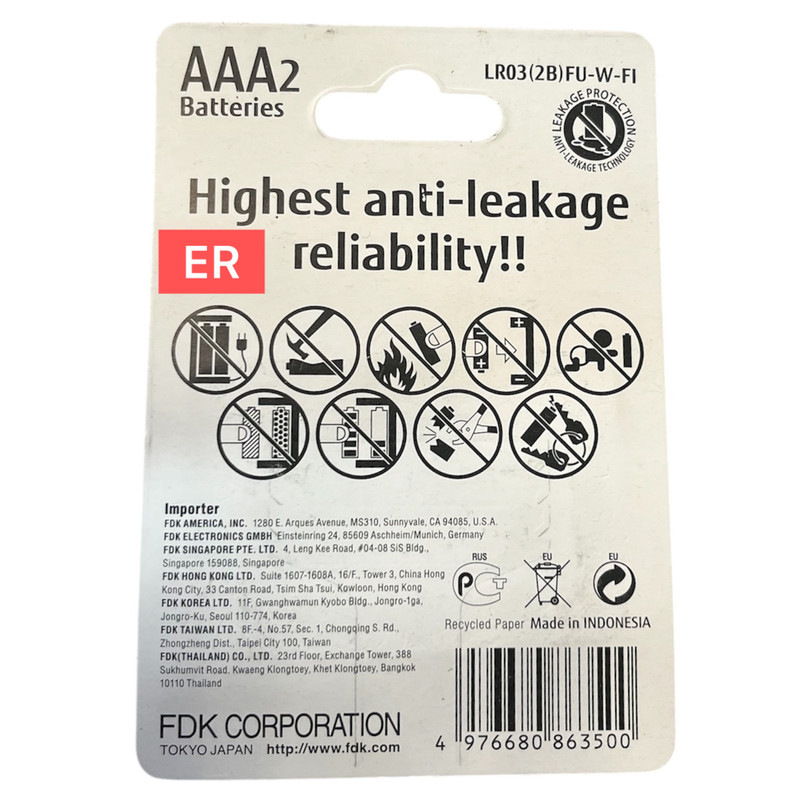 AAA2
Batteries
LR03(2B)FU-W-FI
LEAKAGE PROTECTION
ANTI-LEAKAGE TECHNOLOGY
Highest anti-leakage
reliability!!
ER
Importer
FDK AMERICA, INC. 1280 E. Arques Avenue, MS310, Sunnyvale, CA 94085, U.S.A.
FDK ELECTRONICS GMBH Einsteinring 24, 85609 Aschheim/Munich, Germany
FDK SINGAPORE PTE. LTD. 4, Leng Kee Road, #04-08 SiS Bldg.,
Singapore 159088, Singapore
FDK HONG KONG LTD. Suite 1607-1608A, 16/F., Tower 3, China Hong
Kong City, 33 Canton Road, Tsim Sha Tsui, Kowloon, Hong Kong
FDK KOREA LTD. 11F, Gwanghwamun Kyobo Bldg., Jongro-1ga,
Jongro-Ku, Seoul 110-774, Korea
FDK TAIWAN LTD. 8F.-4, No.57, Sec. 1, Chongqing S. Rd.,
Zhongzheng Dist., Taipei City 100, Taiwan
FDK(THAILAND) CO., LTD. 23rd Floor, Exchange Tower, 388
Sukhumvit Road. Kwaeng Klongtoey, Khet Klongtoey, Bangkok
10110 Thailand
RUS
EU
EU
Recycled Paper Made in INDONESIA
FDK CORPORATION
TOKYO JAPAN http://www.fdk.com
4 976680 863500